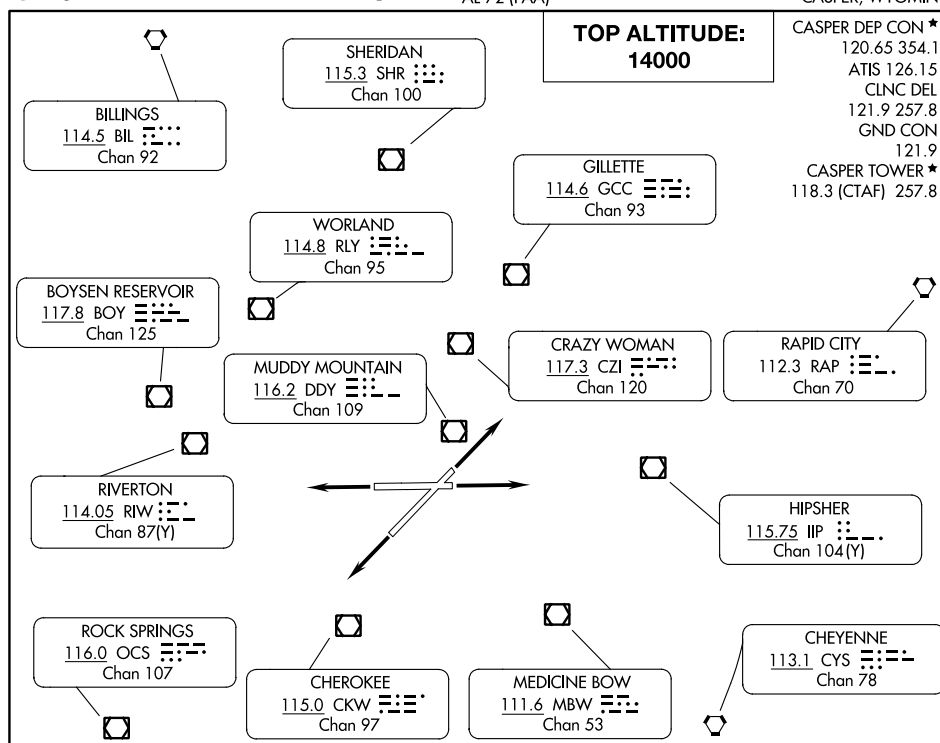 AL-92 (FAA)
CASPER, WYOMIN
TOP ALTITUDE:
14000
CASPER DEP CON ★
120.65 354.1
ATIS 126.15
CLNC DEL
121.9 257.8
GND CON
121.9
CASPER TOWER ★
118.3 (CTAF) 257.8
SHERIDAN
115.3 SHR
Chan 100
BILLINGS
114.5 BIL
Chan 92
GILLETTE
114.6 GCC
Chan 93
WORLAND
114.8 RLY
Chan 95
BOYSEN RESERVOIR
117.8 BOY
Chan 125
CRAZY WOMAN
117.3 CZI
Chan 120
RAPID CITY
112.3 RAP
Chan 70
MUDDY MOUNTAIN
116.2 DDY
Chan 109
RIVERTON
114.05 RIW
Chan 87(Y)
HIPSHER
115.75 IIP
Chan 104(Y)
ROCK SPRINGS
116.0 OCS
Chan 107
CHEROKEE
115.0 CKW
Chan 97
MEDICINE BOW
111.6 MBW
Chan 53
CHEYENNE
113.1 CYS
Chan 78